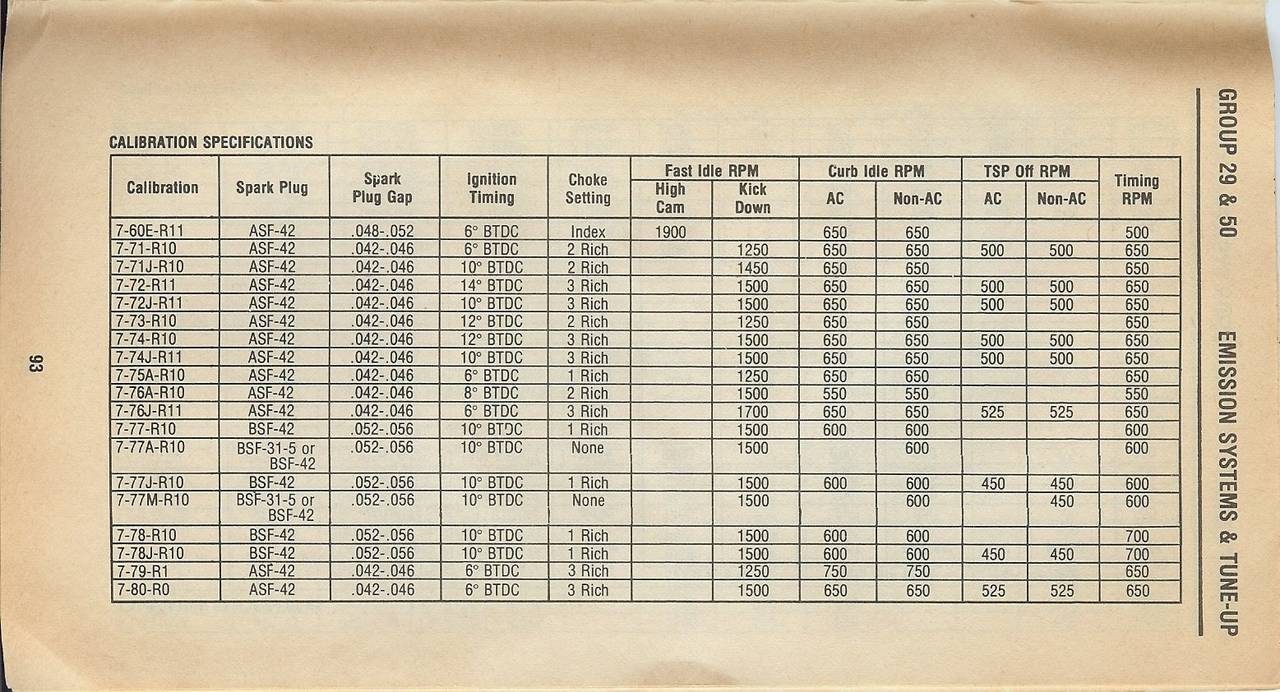 CALIBRATION SPECIFICATIONS
Calibration Spark Plug Spark Plug Gap Ignition Timing Choke Setting Fast Idle RPM Curb Idle RPM TSP Off RPM Timing RPM
High Cam Kick Down AC Non-AC AC Non-AC
7-60E-R11 ASF-42 .048-.052 6° BTDC Index 1900 650 650 500
7-71-R10 ASF-42 .042-.046 6° BTDC 2 Rich 1250 650 650 500 500 650
7-71J-R10 ASF-42 .042-.046 10° BTDC 2 Rich 1450 650 650 650
7-72-R11 ASF-42 .042-.046 14° BTDC 3 Rich 1500 650 650 500 500 650
7-72J-R11 ASF-42 .042-.046 10° BTDC 3 Rich 1500 650 650 500 500 650
7-73-R10 ASF-42 .042-.046 12° BTDC 2 Rich 1250 650 650 650
7-74-R10 ASF-42 .042-.046 12° BTDC 3 Rich 1500 650 650 500 500 650
7-74J-R11 ASF-42 .042-.046 10° BTDC 3 Rich 1500 650 650 500 500 650
7-75A-R10 ASF-42 .042-.046 6° BTDC 1 Rich 1250 650 650 650
7-76A-R10 ASF-42 .042-.046 8° BTDC 2 Rich 1500 550 550 550
7-76J-R11 ASF-42 .042-.046 6° BTDC 3 Rich 1700 650 650 525 525 650
7-77-R10 BSF-42 .052-.056 10° BTDC 1 Rich 1500 600 600 600
7-77A-R10 BSF-31-5 or .052-.056 10° BTDC None 1500 600 600
BSF-42
7-77J-R10 BSF-42 .052-.056 10° BTDC 1 Rich 1500 600 600 450 450 600
7-77M-R10 BSF-31-5 or .052-.056 10° BTDC None 1500 600 450 600
BSF-42
7-78-R10 BSF-42 .052-.056 10° BTDC 1 Rich 1500 600 600 700
7-78J-R10 BSF-42 .052-.056 10° BTDC 1 Rich 1500 600 600 450 450 700
7-79-R1 ASF-42 .042-.046 6° BTDC 3 Rich 1250 750 750 650
7-80-R0 ASF-42 .042-.046 6° BTDC 3 Rich 1500 650 650 525 525 650
GROUP 29 & 50 EMISSION SYSTEMS & TUNE-UP
93